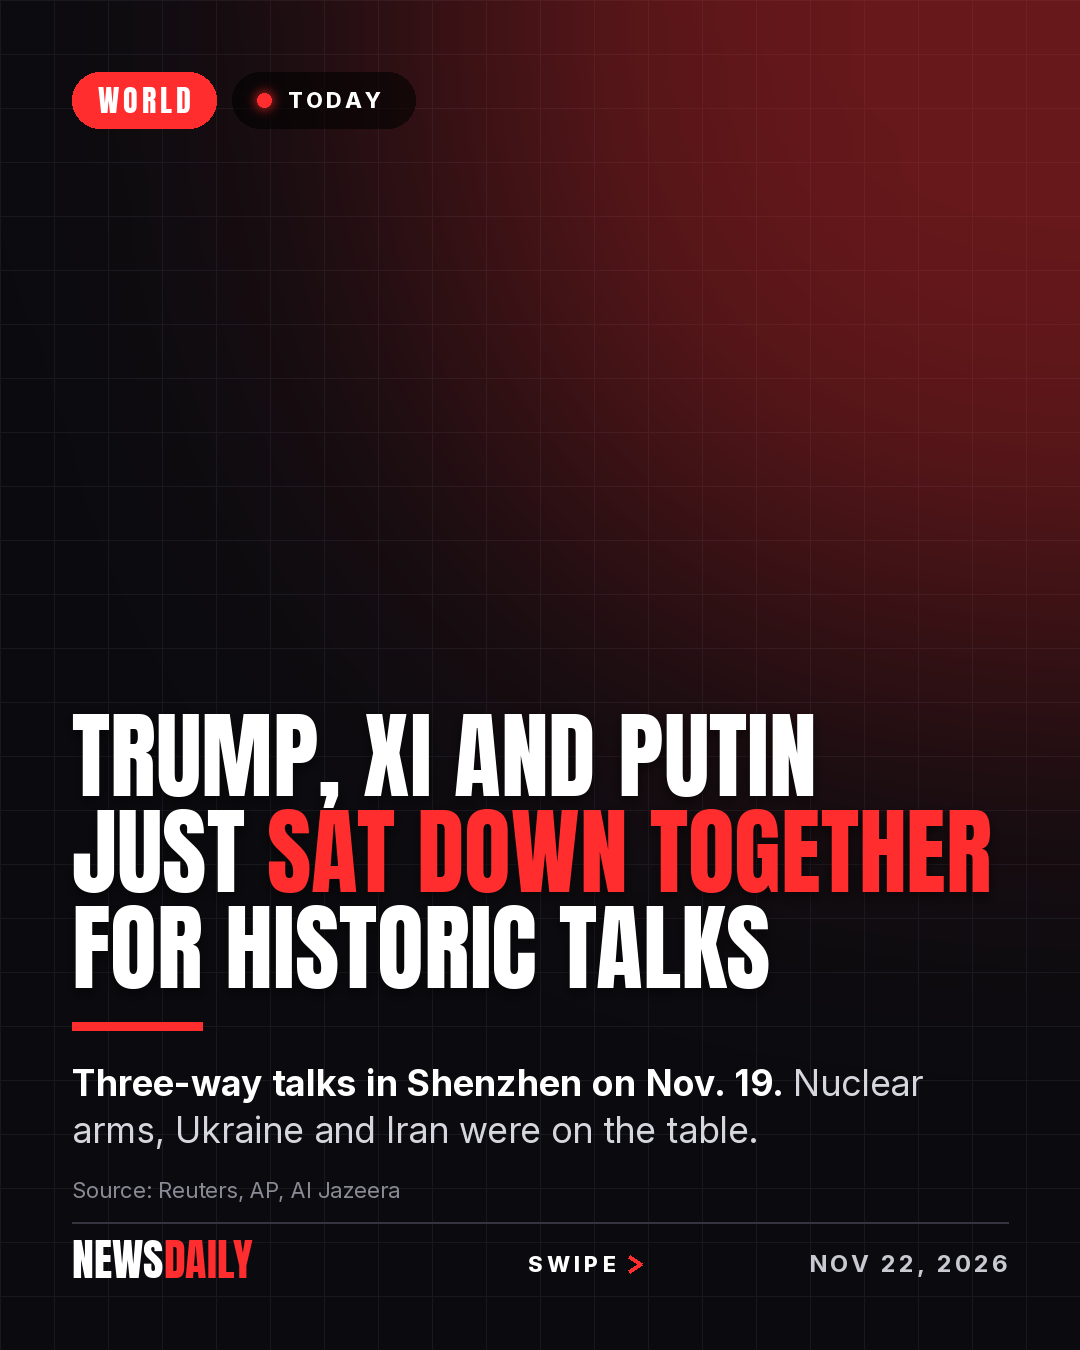 WORLD
TODAY
TRUMP, XI AND PUTIN
JUST SAT DOWN TOGETHER
FOR HISTORIC TALKS
Three-way talks in Shenzhen on Nov. 19. Nuclear
arms, Ukraine and Iran were on the table.
Source: Reuters, AP, Al Jazeera
NEWSDAILY
SWIPE >
NOV 22, 2026